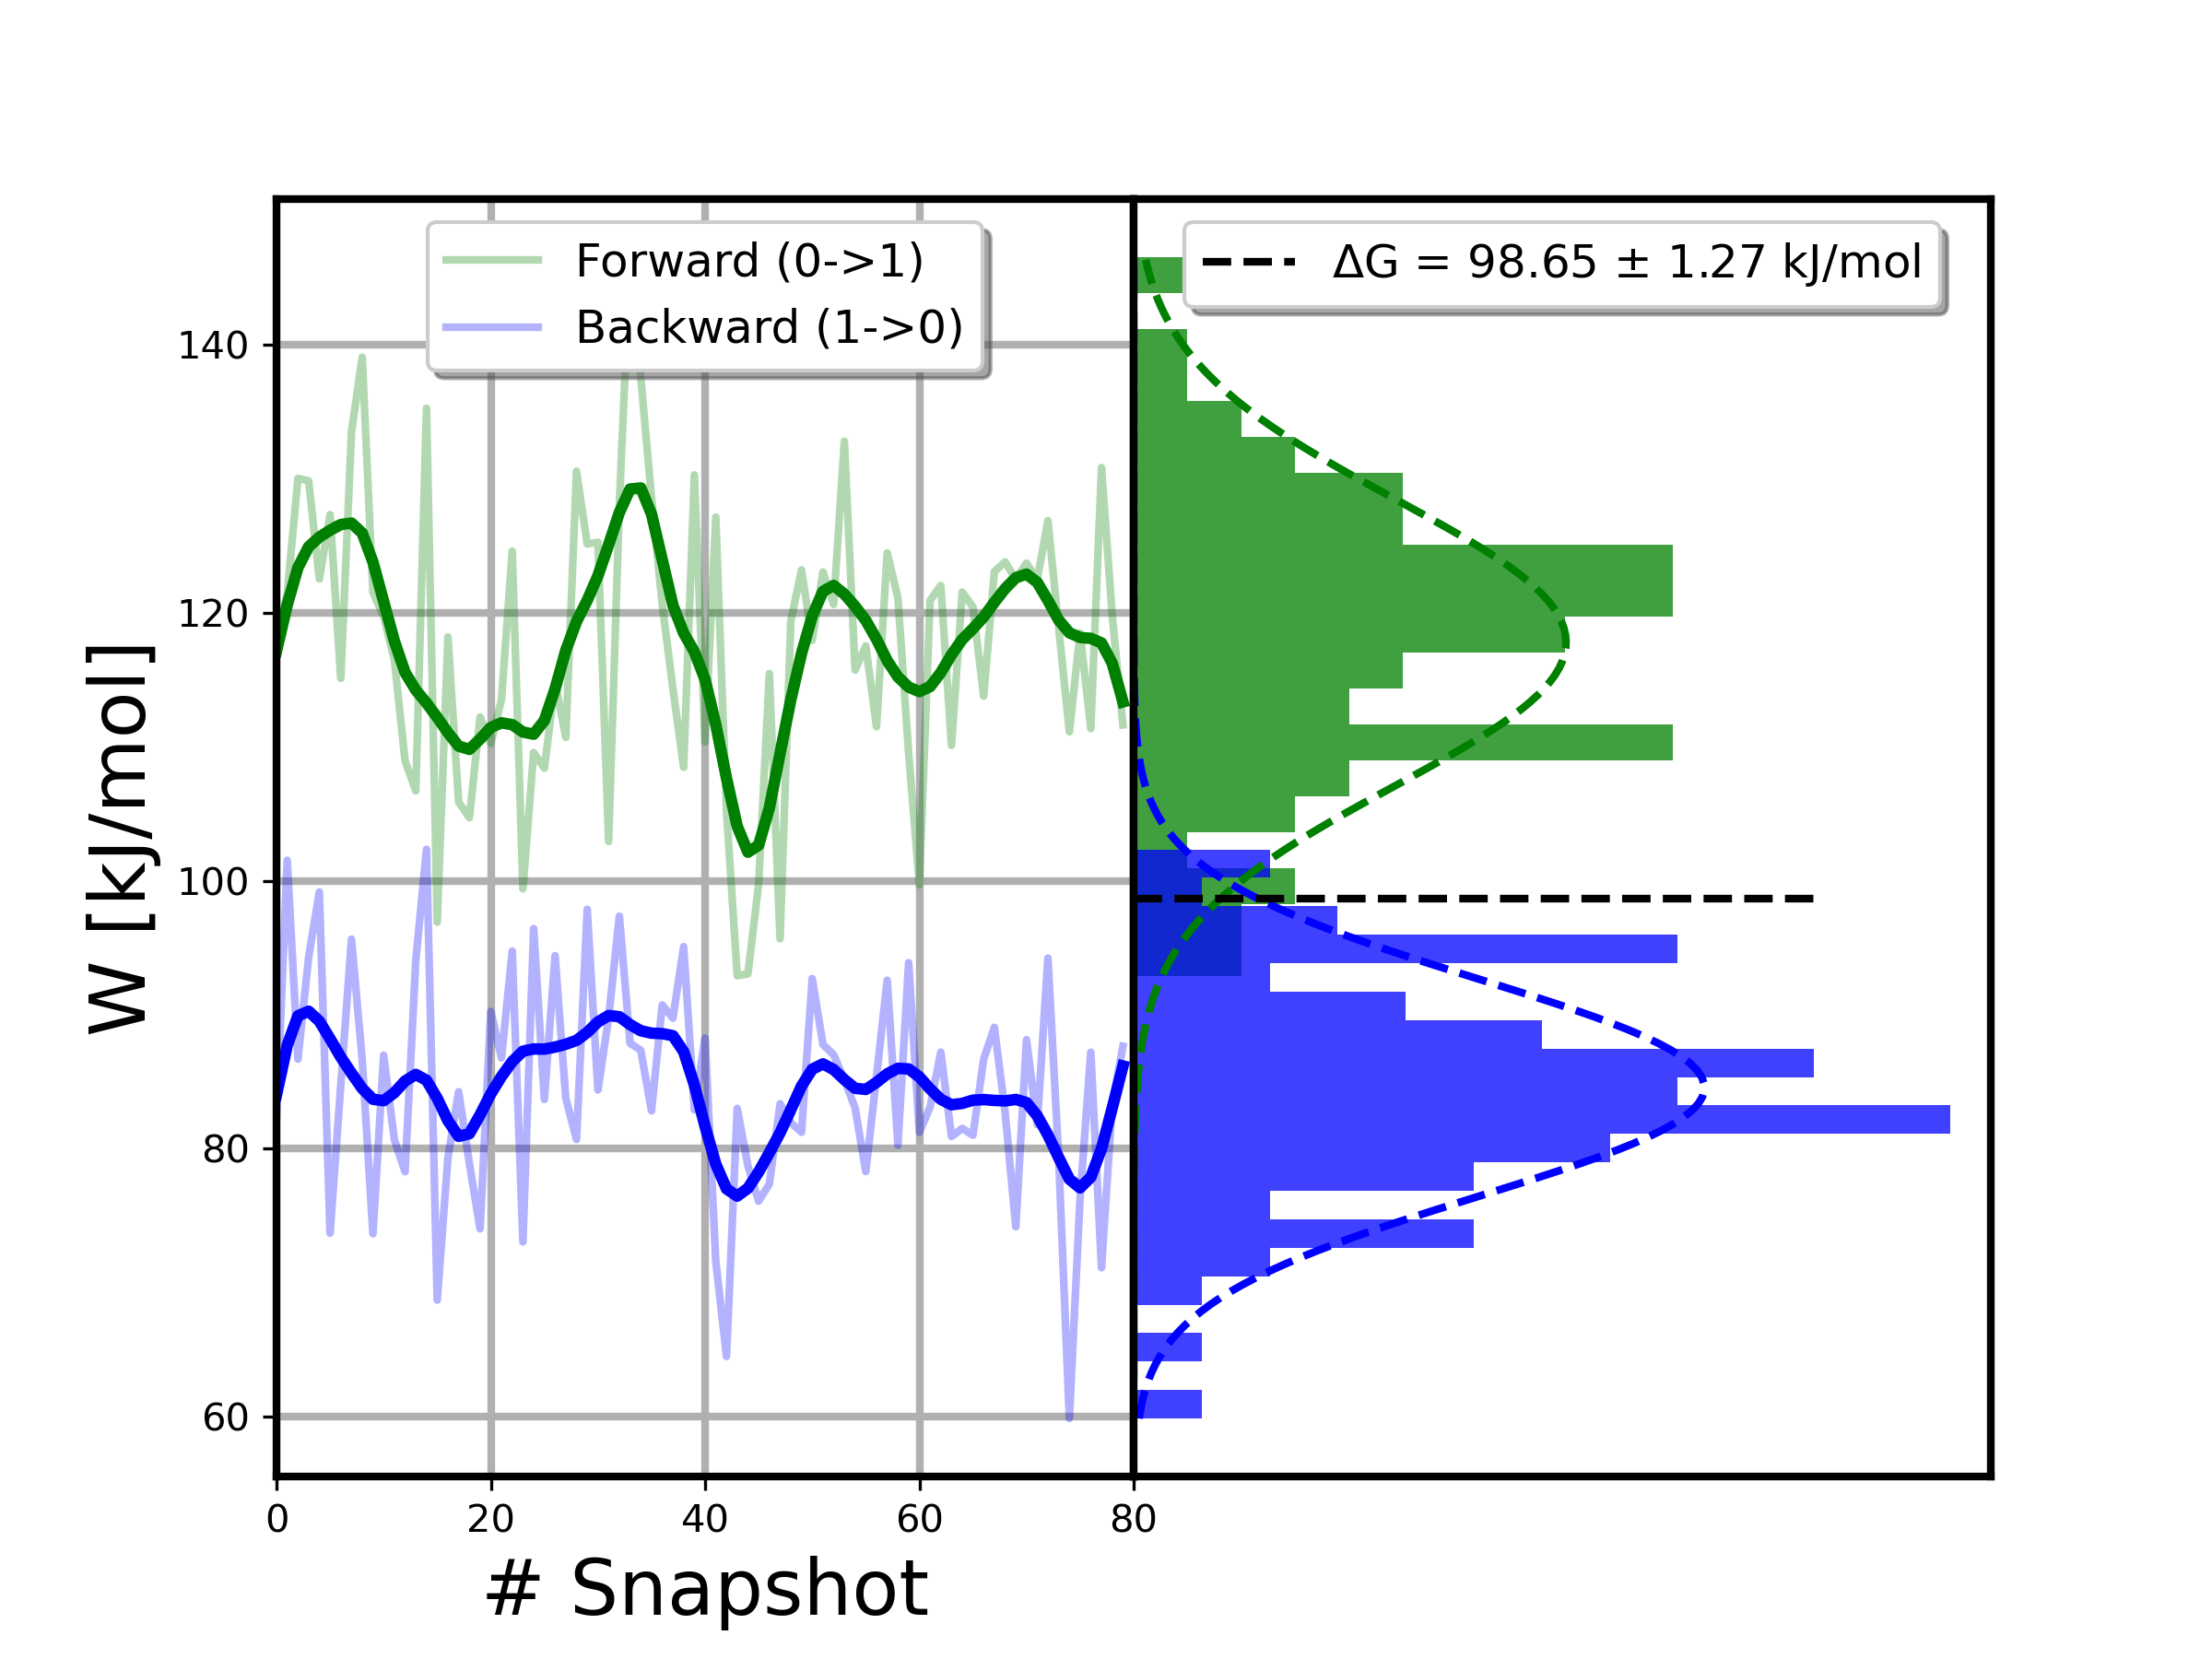 Forward (0->1)
Backward (1->0)
ΔG = 98.65 ± 1.27 kJ/mol
W [kJ/mol]
140
120
100
80
60
0 20 40 60 80
# Snapshot